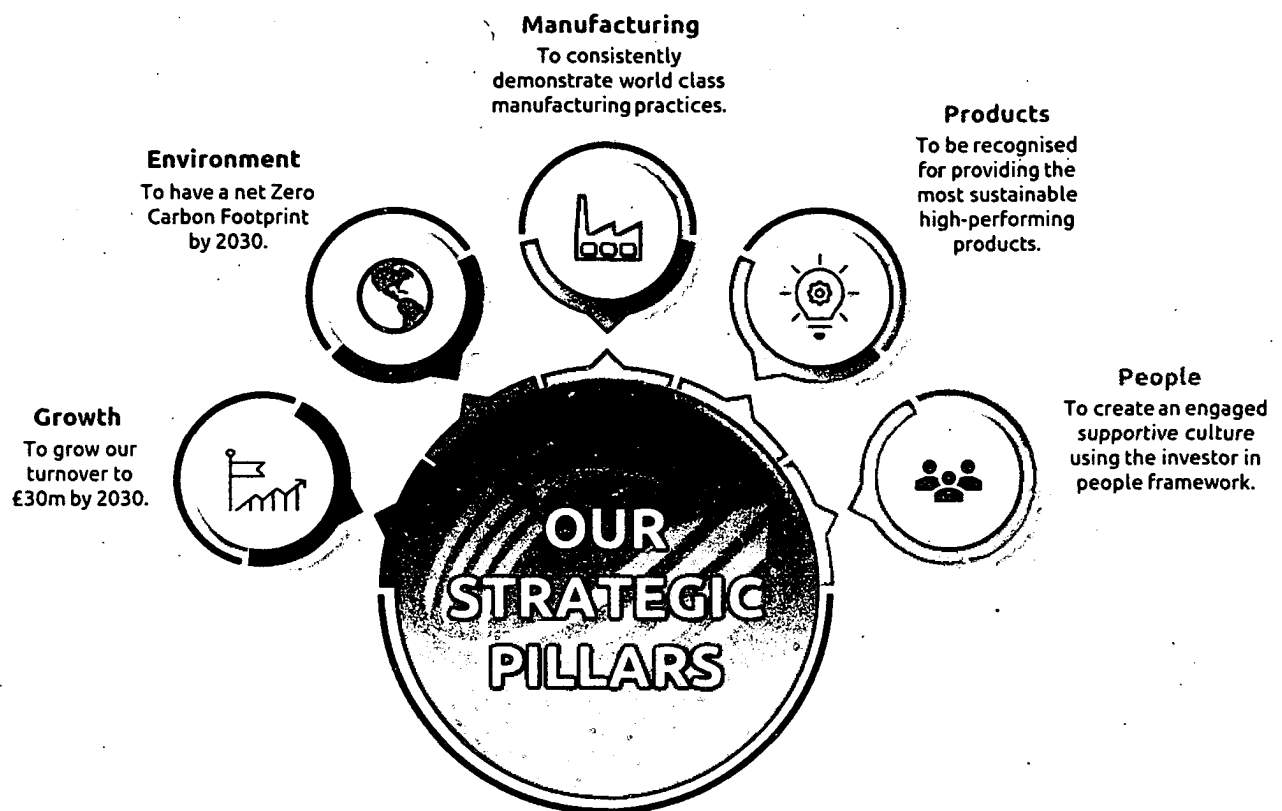 Manufacturing
To consistently
demonstrate world class
manufacturing practices.
Products
To be recognised
for providing the
most sustainable
high-performing
products.
Environment
To have a net Zero
Carbon Footprint
by 2030.
People
To create an engaged
supportive culture
using the investor in
people framework.
Growth
To grow our
turnover to
£30m by 2030.
OUR
STRATEGIC
PILLARS